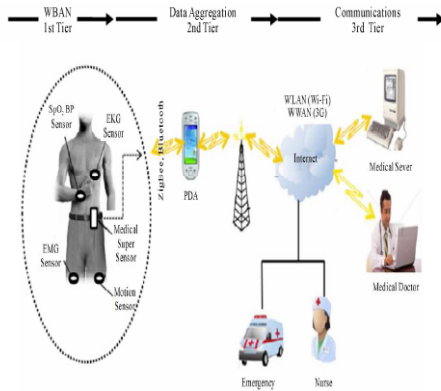 WBAN
1st Tier
Data Aggregation
2nd Tier
Communications
3rd Tier
SpO2 BP
Sensor
EKG
Sensor
ZigBee, Bluetooth
PDA
WLAN (Wi-Fi)
WWAN (3G)
Internet
Medical Sever
Medical
Super
Sensor
EMG
Sensor
Motion
Sensor
Medical Doctor
Emergency
Nurse